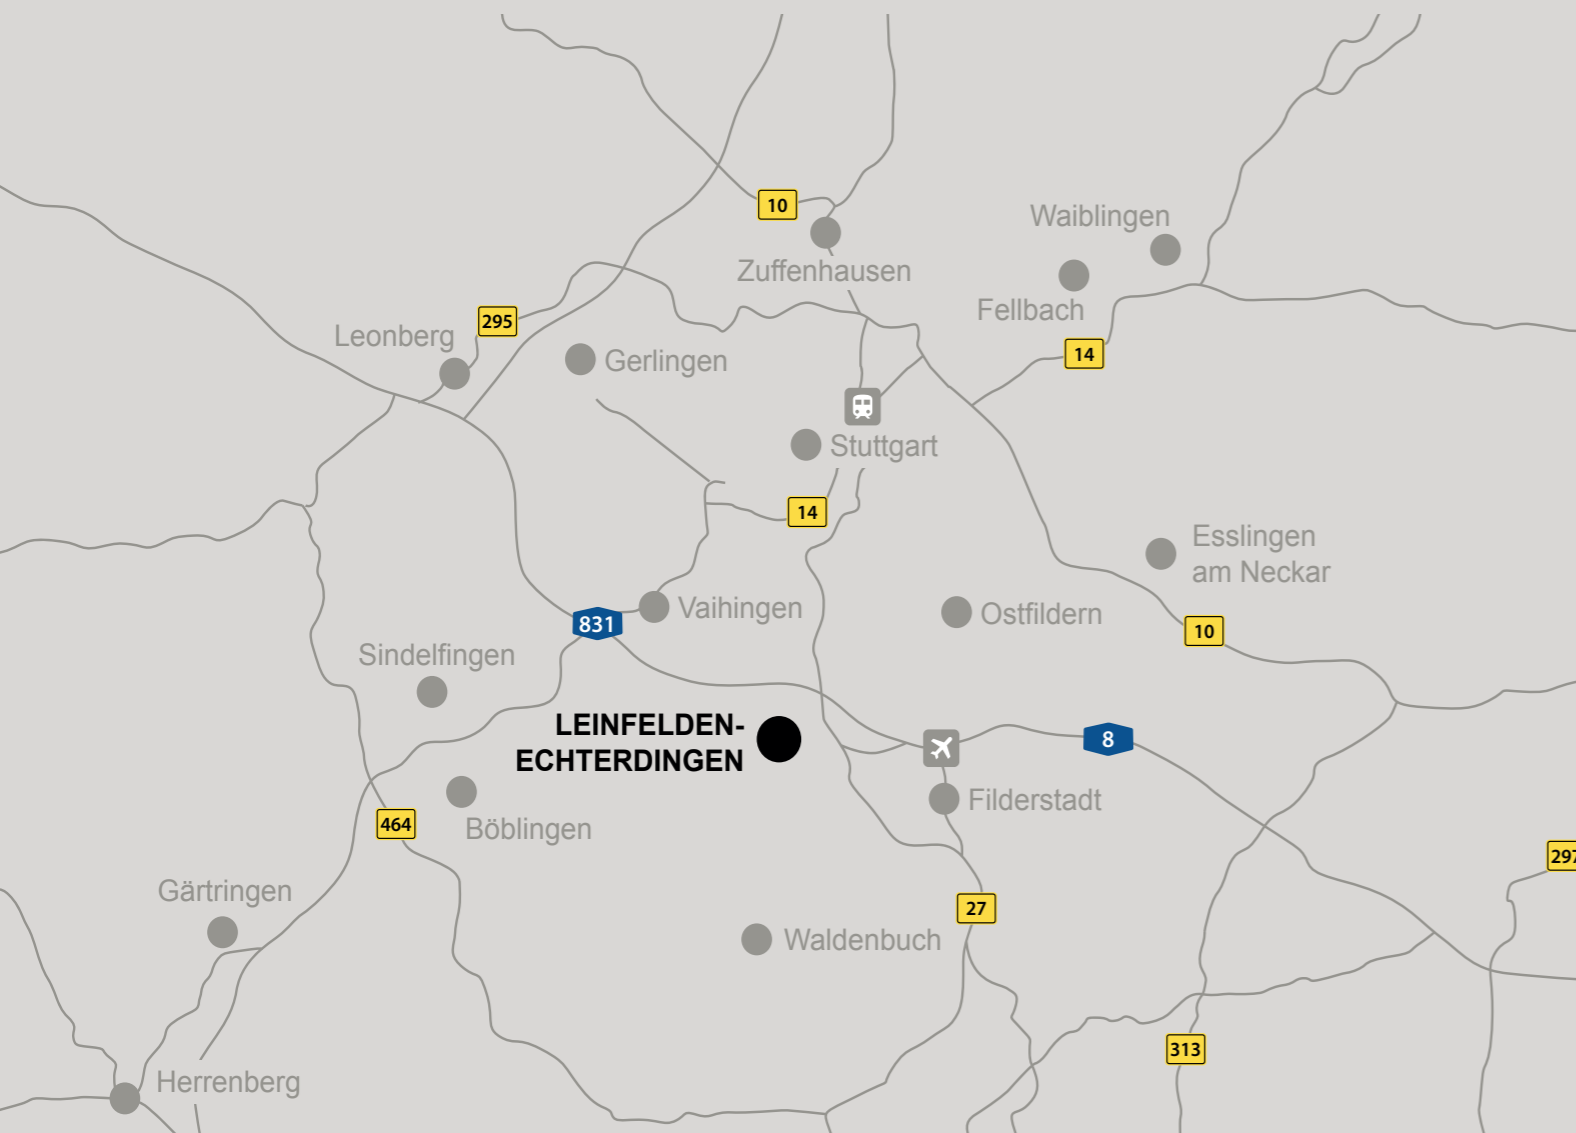 10
Waiblingen
Zuffenhausen
Fellbach
295
Leonberg
14
Gerlingen
Stuttgart
14
Esslingen
am Neckar
Vaihingen
Ostfildern
831
10
Sindelfingen
LEINFELDEN-
ECHTERDINGEN
8
Filderstadt
464
Böblingen
297
Gärtringen
27
Waldenbuch
313
Herrenberg